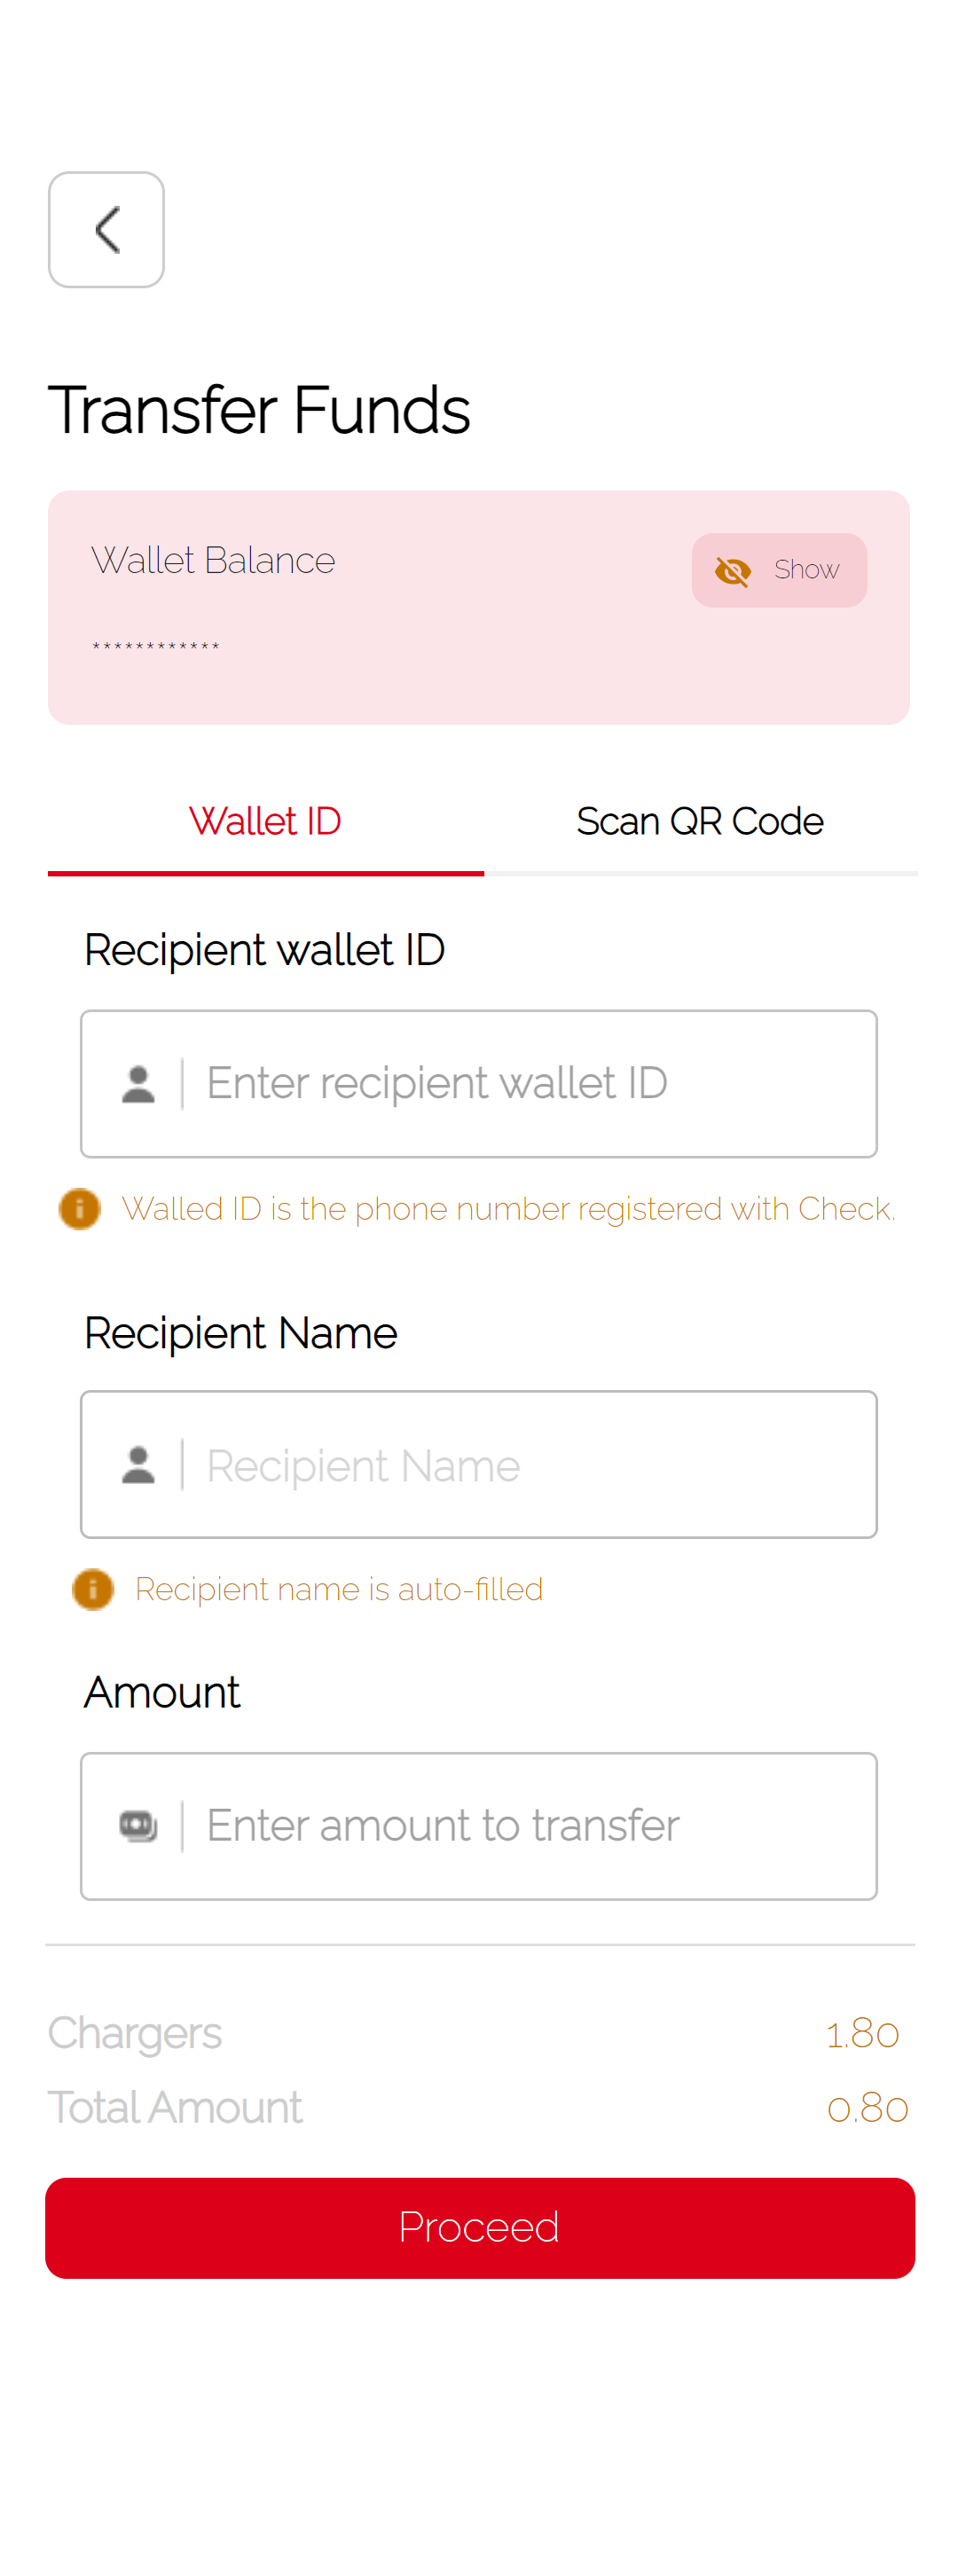 Transfer Funds
Wallet Balance
Show
************
Wallet ID
Scan QR Code
Recipient wallet ID
Enter recipient wallet ID
Walled ID is the phone number registered with Check.
Recipient Name
Recipient Name
Recipient name is auto-filled
Amount
Enter amount to transfer
Chargers 1.80
Total Amount 0.80
Proceed